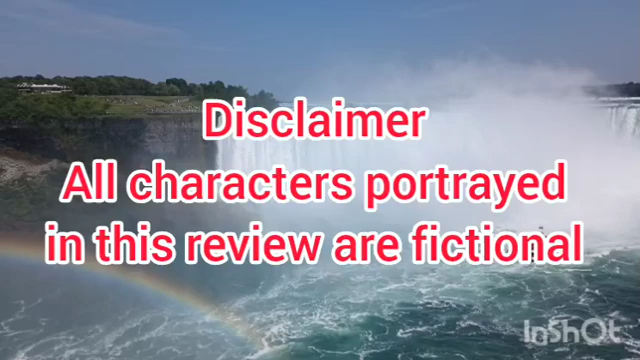 Disclaimer
All characters portrayed
in this review are fictional
InShOt